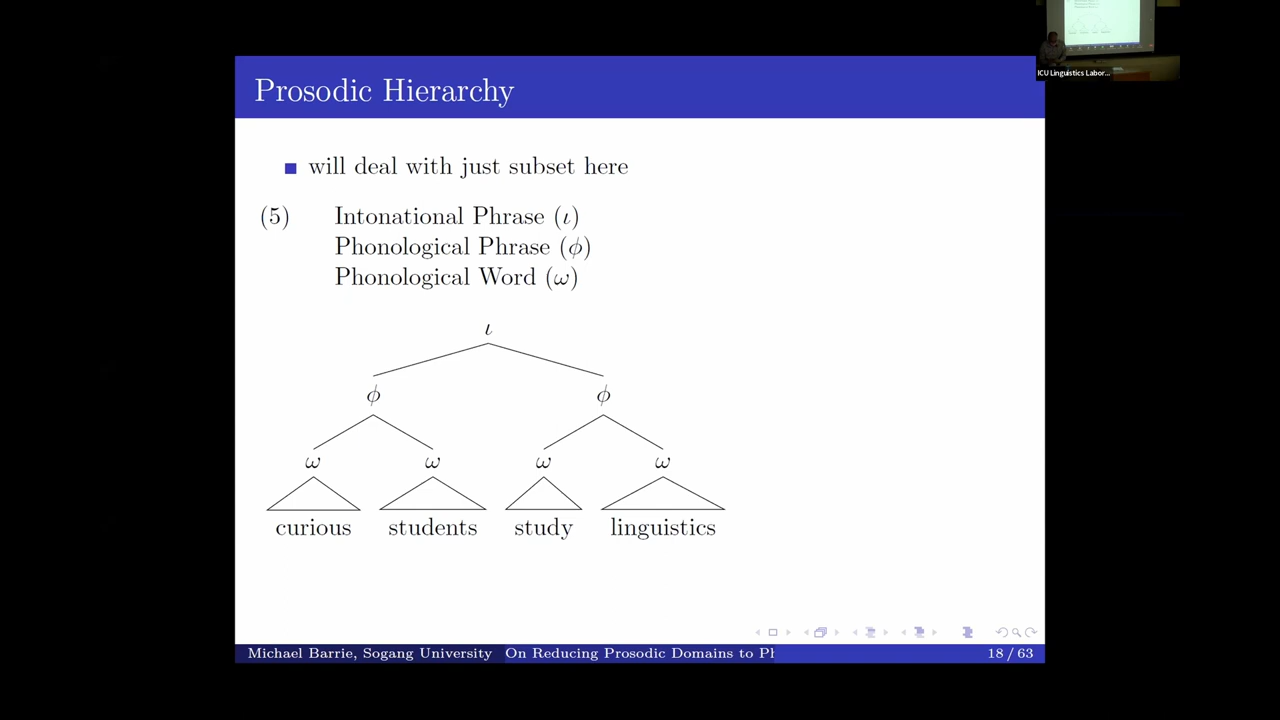 ICU Linguistics Labor...
Prosodic Hierarchy
will deal with just subset here
(5) Intonational Phrase (ι)
Phonological Phrase (ϕ)
Phonological Word (ω)
ι
ϕ ϕ
ω ω ω ω
curious students study linguistics
Michael Barrie, Sogang University On Reducing Prosodic Domains to Ph
18 / 63